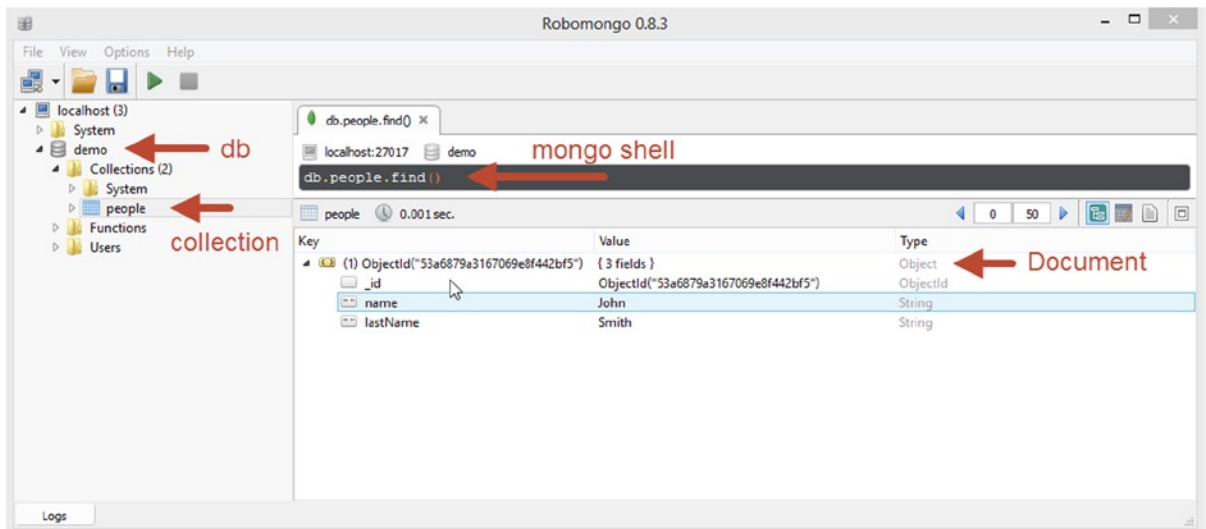 Robomongo 0.8.3
File View Options Help
localhost (3)
System
demo
db
Collections (2)
System
people
collection
Functions
Users
db.people.find()
localhost:27017 demo
mongo shell
db.people.find()
people 0.001 sec.
0 50
Key Value Type
(1) ObjectId("53a6879a3167069e8f442bf5") { 3 fields } Object
Document
_id ObjectId("53a6879a3167069e8f442bf5") ObjectId
name John String
lastName Smith String
Logs